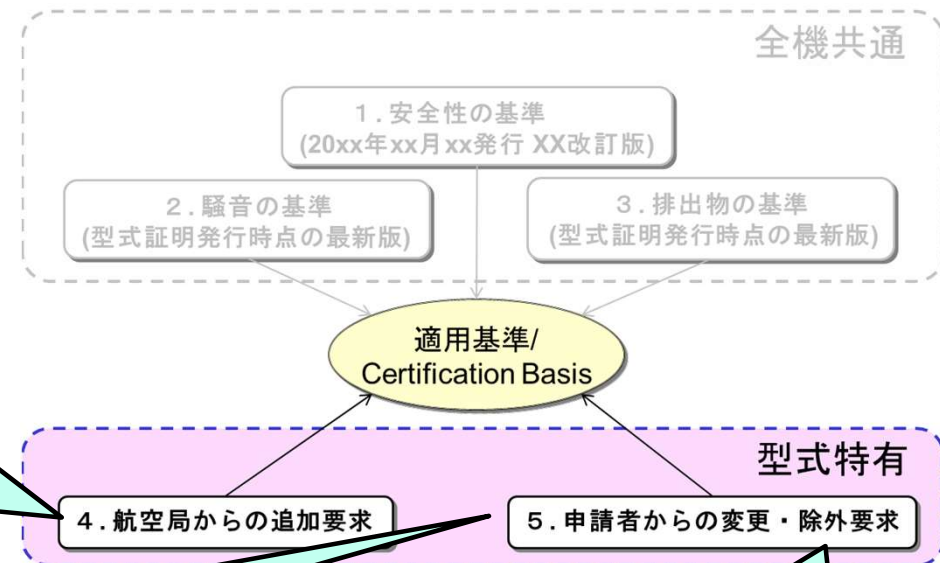 全機共通
1.安全性の基準
(20xx年xx月xx発行 XX改訂版)
2.騒音の基準
(型式証明発行時点の最新版)
3.排出物の基準
(型式証明発行時点の最新版)
適用基準/
Certification Basis
型式特有
4.航空局からの追加要求
5.申請者からの変更・除外要求